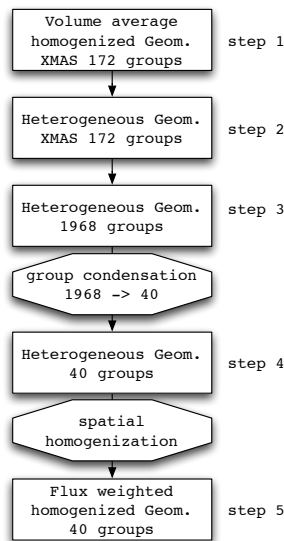 Volume average
homogenized Geom.
XMAS 172 groups
step 1
Heterogeneous Geom.
XMAS 172 groups
step 2
Heterogeneous Geom.
1968 groups
step 3
group condensation
1968 -> 40
Heterogeneous Geom.
40 groups
step 4
spatial
homogenization
Flux weighted
homogenized Geom.
40 groups
step 5